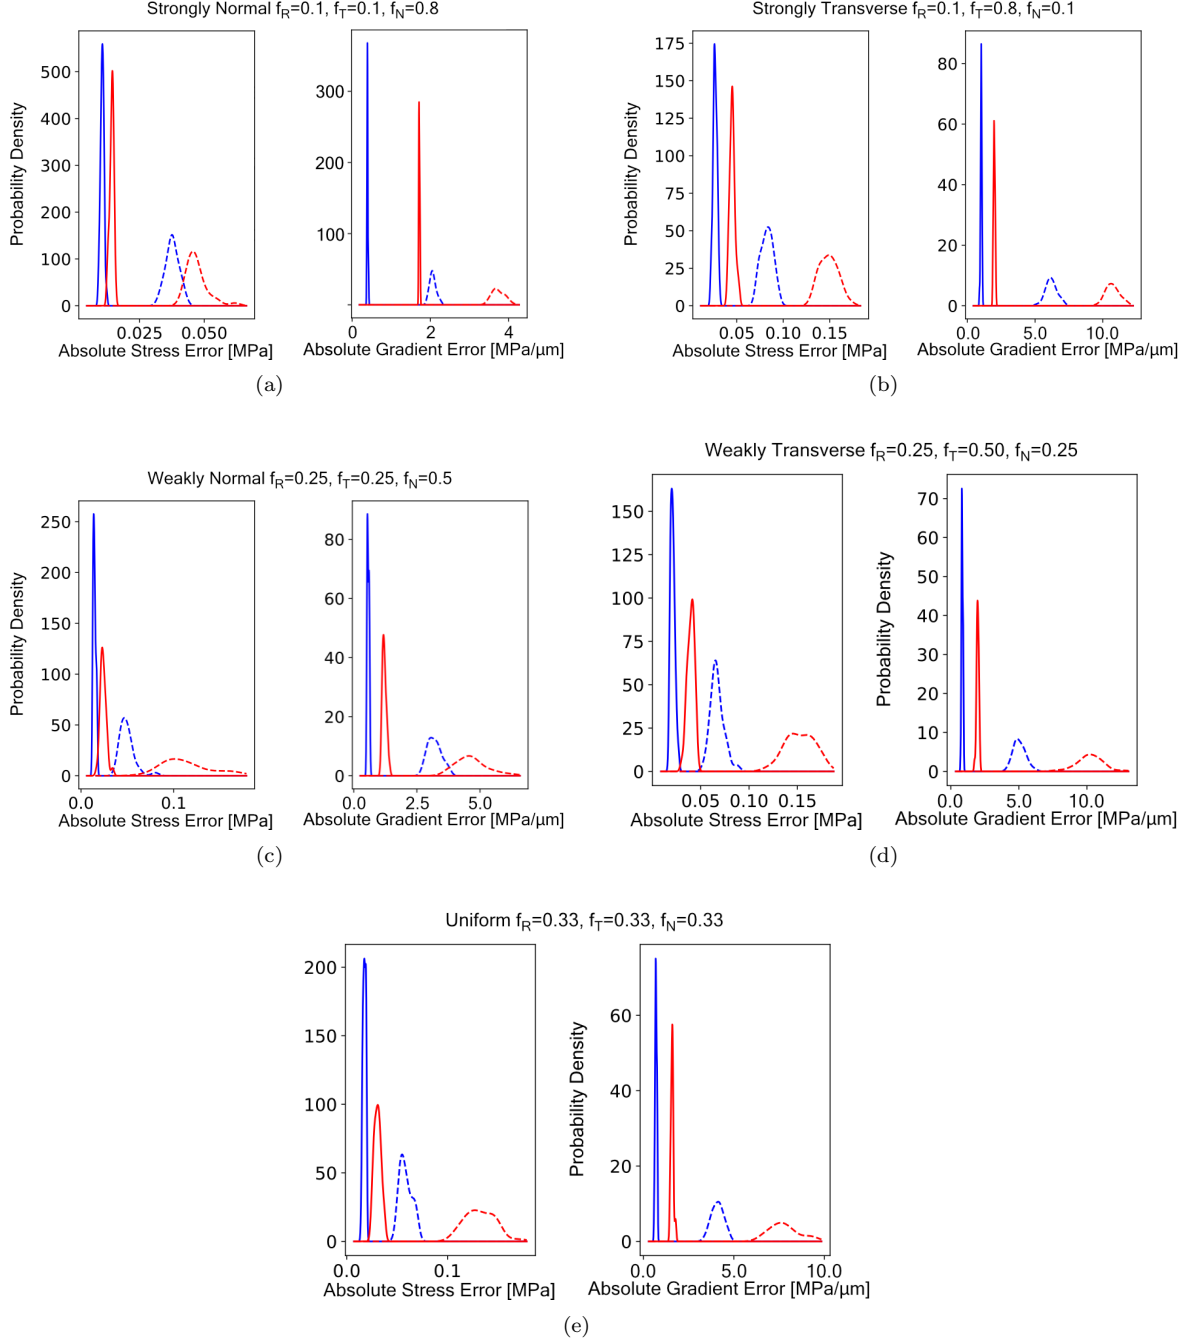 Strongly Normal f_R=0.1, f_T=0.1, f_N=0.8
Probability Density
500
400
300
200
100
0
0.025 0.050
Absolute Stress Error [MPa]
300
200
100
0 2 4
Absolute Gradient Error [MPa/μm]
(a)
Strongly Transverse f_R=0.1, f_T=0.8, f_N=0.1
Probability Density
175
150
125
100
75
50
25
0
0.05 0.10 0.15
Absolute Stress Error [MPa]
80
60
40
20
0
0.0 5.0 10.0
Absolute Gradient Error [MPa/μm]
(b)
Weakly Normal f_R=0.25, f_T=0.25, f_N=0.5
Probability Density
250
200
150
100
50
0
0.0 0.1
Absolute Stress Error [MPa]
80
60
40
20
0
0.0 2.5 5.0
Absolute Gradient Error [MPa/μm]
(c)
Weakly Transverse f_R=0.25, f_T=0.50, f_N=0.25
150
125
100
75
50
25
0
0.05 0.10 0.15
Absolute Stress Error [MPa]
Probability Density
70
60
50
40
30
20
10
0
0.0 5.0 10.0
Absolute Gradient Error [MPa/μm]
(d)
Uniform f_R=0.33, f_T=0.33, f_N=0.33
200
150
100
50
0
0.0 0.1
Absolute Stress Error [MPa]
Probability Density
60
40
20
0
0.0 5.0 10.0
Absolute Gradient Error [MPa/μm]
(e)